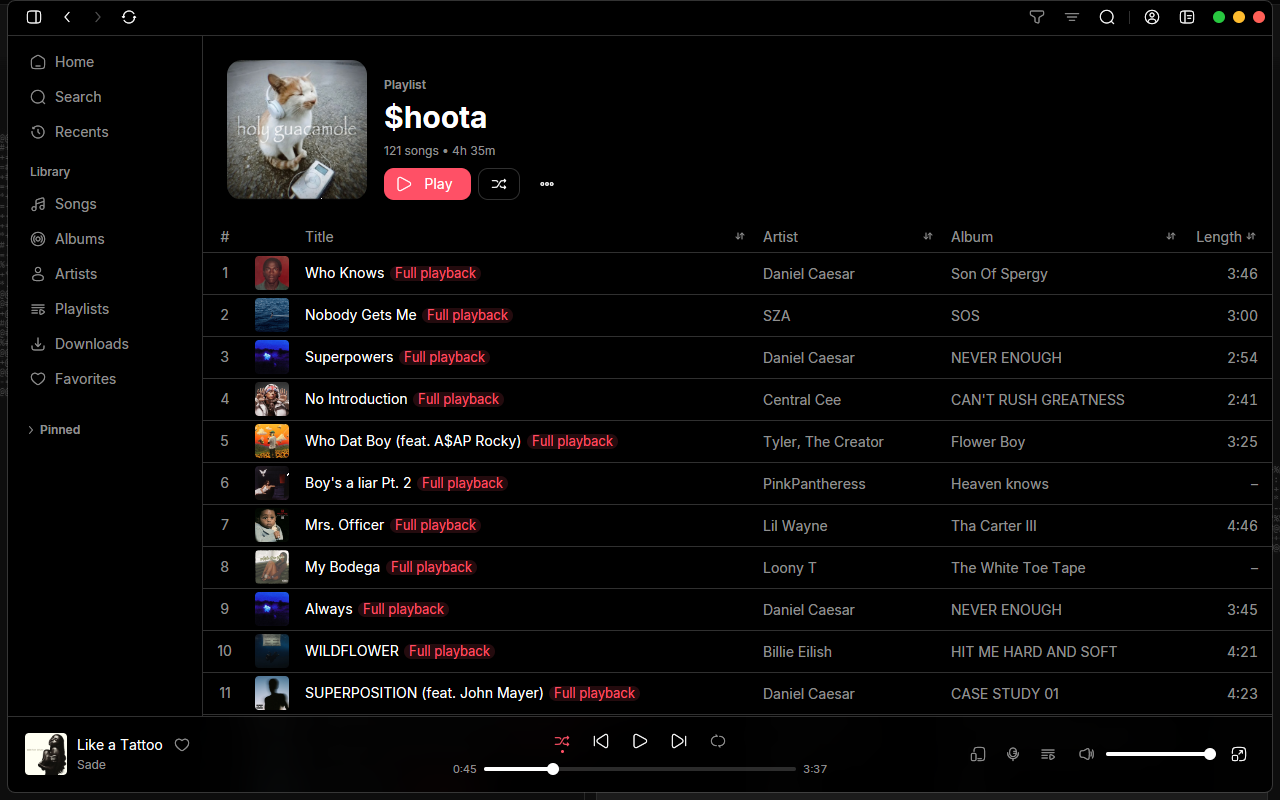 Home
Search
Recents
Library
Songs
Albums
Artists
Playlists
Downloads
Favorites
Pinned
holy guacamole
Playlist
$hoota
121 songs • 4h 35m
Play
# Title Artist Album Length
1 Who Knows Full playback Daniel Caesar Son Of Spergy 3:46
2 Nobody Gets Me Full playback SZA SOS 3:00
3 Superpowers Full playback Daniel Caesar NEVER ENOUGH 2:54
4 No Introduction Full playback Central Cee CAN'T RUSH GREATNESS 2:41
5 Who Dat Boy (feat. A$AP Rocky) Full playback Tyler, The Creator Flower Boy 3:25
6 Boy's a liar Pt. 2 Full playback PinkPantheress Heaven knows –
7 Mrs. Officer Full playback Lil Wayne Tha Carter III 4:46
8 My Bodega Full playback Loony T The White Toe Tape –
9 Always Full playback Daniel Caesar NEVER ENOUGH 3:45
10 WILDFLOWER Full playback Billie Eilish HIT ME HARD AND SOFT 4:21
11 SUPERPOSITION (feat. John Mayer) Full playback Daniel Caesar CASE STUDY 01 4:23
Like a Tattoo
Sade
0:45 3:37